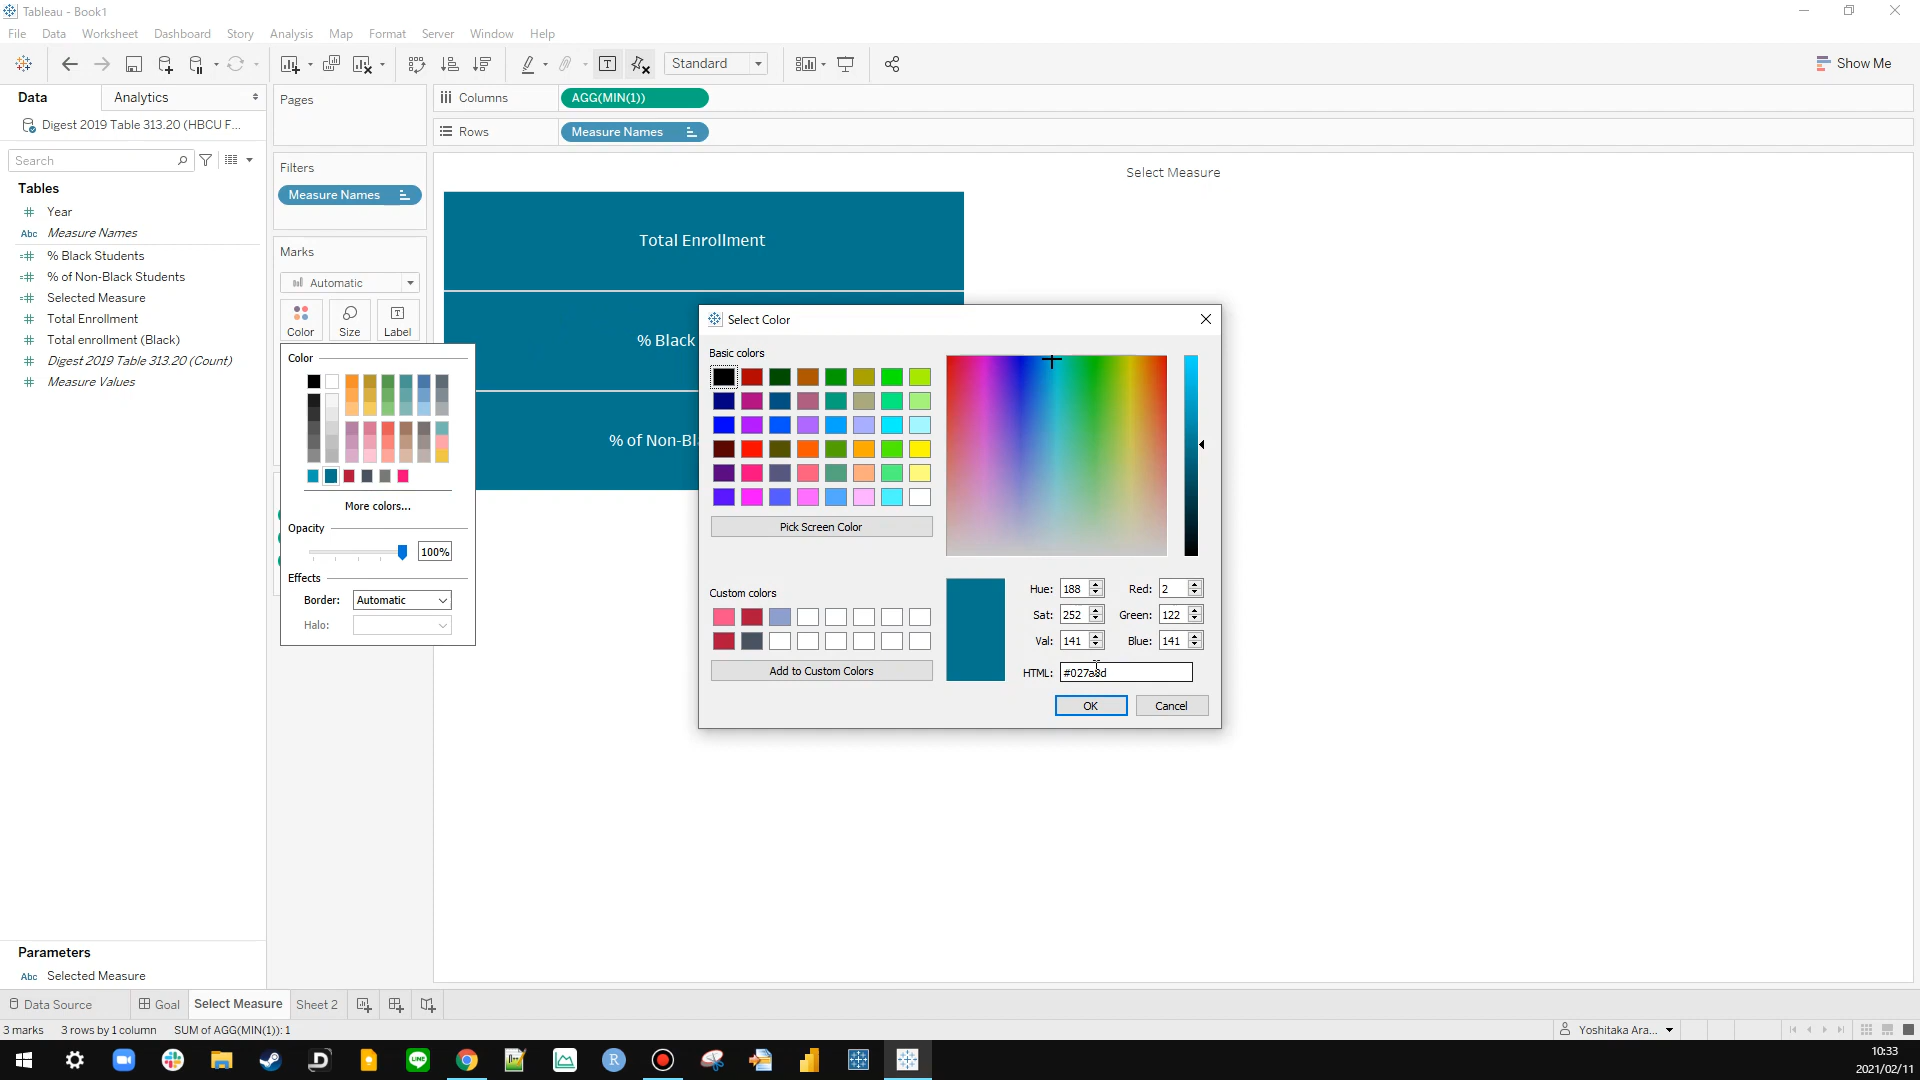 Tableau - Book1
File Data Worksheet Dashboard Story Analysis Map Format Server Window Help
Standard
Show Me
Data
Analytics
Digest 2019 Table 313.20 (HBCU F...
Search
Tables
Year
Abc Measure Names
% Black Students
% of Non-Black Students
Selected Measure
Total Enrollment
Total enrollment (Black)
Digest 2019 Table 313.20 (Count)
Measure Values
Parameters
Abc Selected Measure
Pages
Filters
Measure Names
Marks
Automatic
Color Size Label
Color
More colors...
Opacity
100%
Effects
Border: Automatic
Halo:
Columns AGG(MIN(1))
Rows Measure Names
Select Measure
Total Enrollment
% Black
% of Non-Bl
Select Color
Basic colors
Pick Screen Color
Custom colors
Add to Custom Colors
Hue: 188 Red: 2
Sat: 252 Green: 122
Val: 141 Blue: 141
HTML: #027a8d
OK Cancel
Data Source Goal Select Measure Sheet 2
3 marks 3 rows by 1 column SUM of AGG(MIN(1)): 1
Yoshitaka Ara...
LINE
10:33
2021/02/11